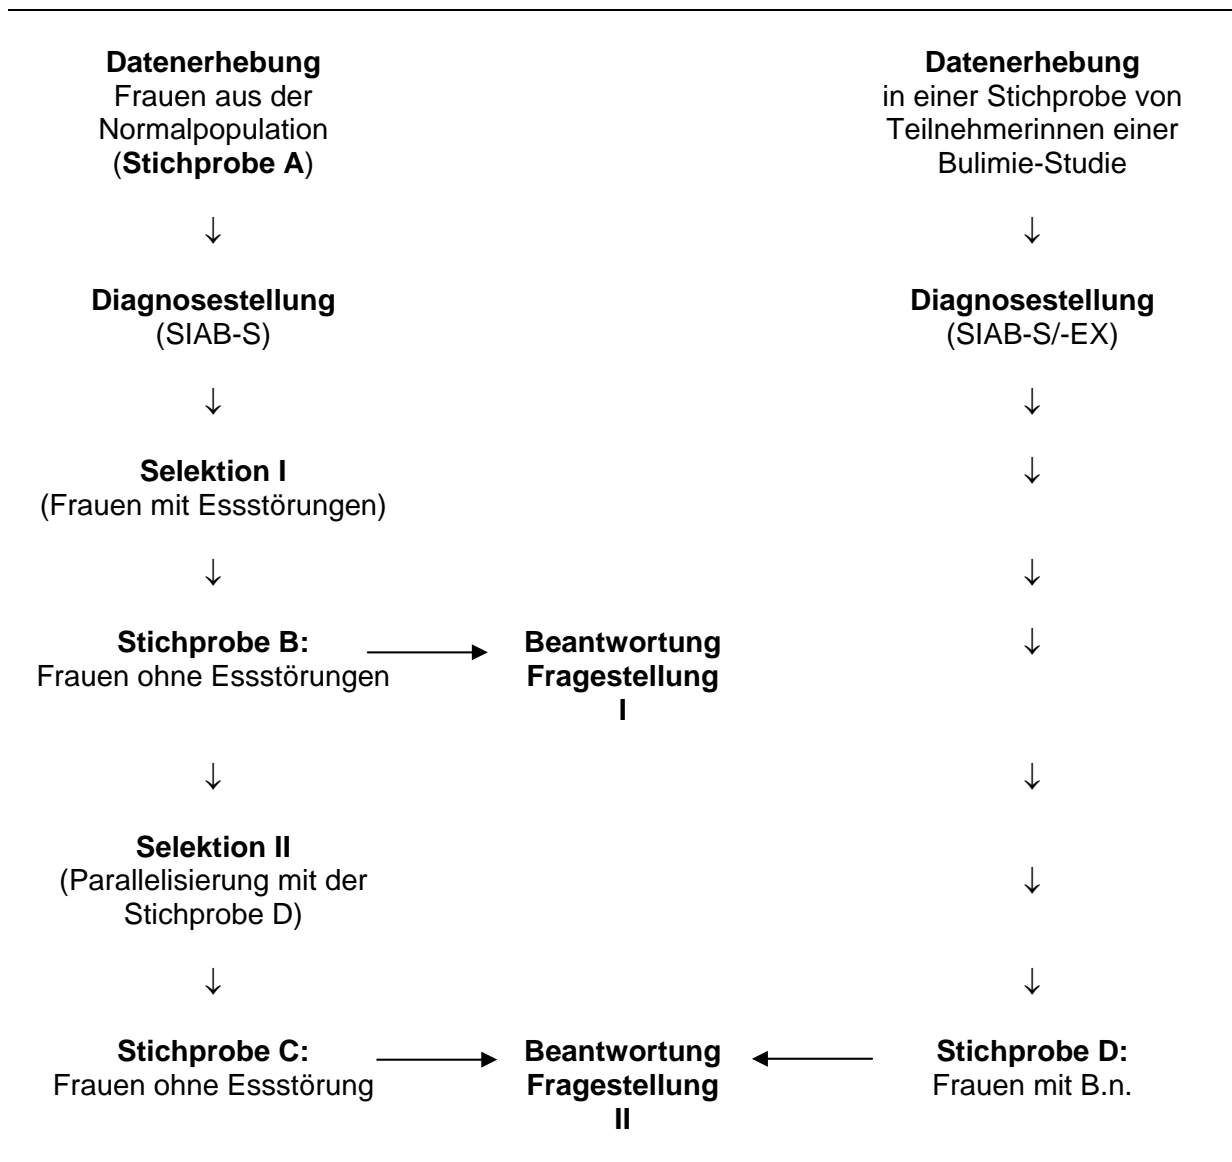 Datenerhebung
Frauen aus der
Normalpopulation
(Stichprobe A)
Datenerhebung
in einer Stichprobe von
Teilnehmerinnen einer
Bulimie-Studie
↓
↓
Diagnosestellung
(SIAB-S)
Diagnosestellung
(SIAB-S/-EX)
↓
↓
Selektion I
(Frauen mit Essstörungen)
↓
↓
↓
Stichprobe B:
Frauen ohne Essstörungen
Beantwortung
Fragestellung
I
↓
↓
↓
Selektion II
(Parallelisierung mit der
Stichprobe D)
↓
↓
↓
Stichprobe C:
Frauen ohne Essstörung
Beantwortung
Fragestellung
II
Stichprobe D:
Frauen mit B.n.